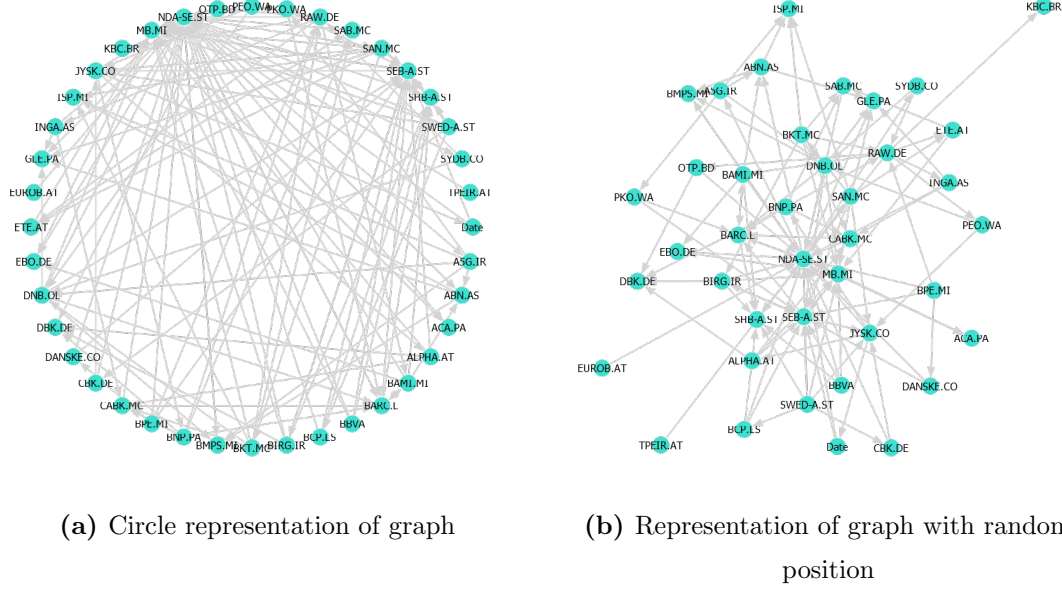 OTP.BD PEO.WA PKO.WA
NDA-SE.ST RAW.DE
MB.MI SAB.MC
KBC.BR SAN.MC
JYSK.CO SEB-A.ST
ISP.MI SHB-A.ST
INGA.AS SWED-A.ST
GLE.PA SYDB.CO
EUROB.AT TPEIR.AT
ETE.AT Date
EBO.DE ASG.IR
DNB.OL ABN.AS
DBK.DE ACA.PA
DANSKE.CO ALPHA.AT
CBK.DE BAMI.MI
CABK.MC BARC.L
BPE.MI BBVA
BNP.PA BCP.LS
BMPS.MI BKT.MC BIRG.IR
(a) Circle representation of graph
ISP.MI KBC.BR
ABN.AS
BMPS.MI ASG.IR SAB.MC SYDB.CO
GLE.PA
BKT.MC ETE.AT
RAW.DE
OTP.BD BAMI.MI DNB.OL
INGA.AS
PKO.WA BNP.PA SAN.MC
PEO.WA
BARC.L CABK.MC
EBO.DE NDA-SE.ST
DBK.DE BIRG.IR MB.MI
BPE.MI
SHB-A.ST SEB-A.ST
JYSK.CO ACA.PA
EUROB.AT ALPHA.AT
BBVA DANSKE.CO
SWED-A.ST
BCP.LS
TPEIR.AT Date CBK.DE
(b) Representation of graph with random
position